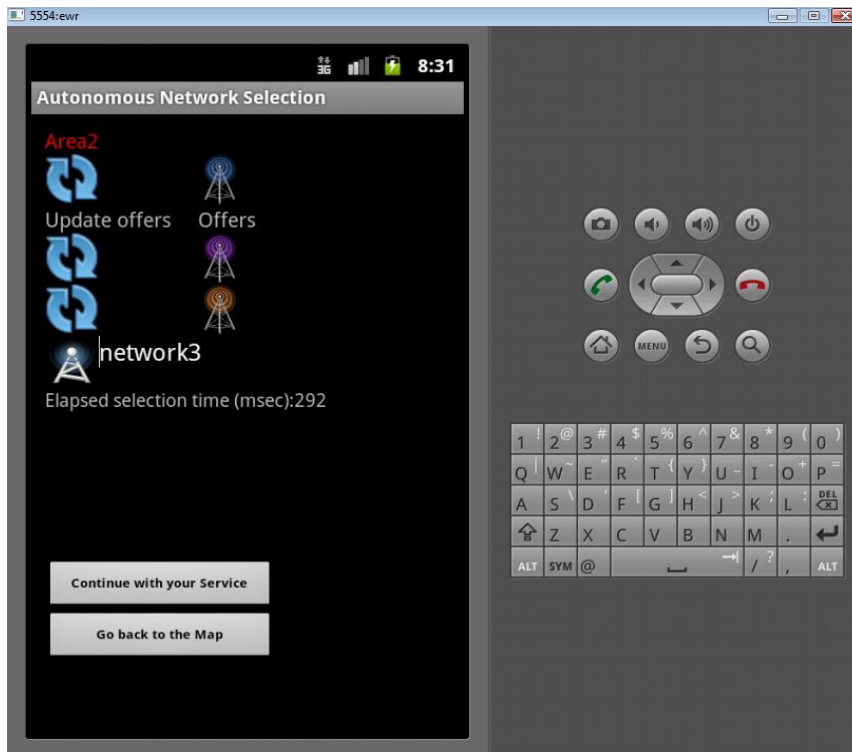 5554:ewr
3G 8:31
Autonomous Network Selection
Area2
Update offers Offers
network3
Elapsed selection time (msec):292
Continue with your Service
Go back to the Map
MENU
1 ! 2 @ 3 # 4 $ 5 % 6 ^ 7 & 8 * 9 ( 0 )
Q | W ~ E " R ` T { Y } U _ I - O + P =
A S \ D ' F [ G ] H < J > K ; L : DEL
Z X C V B N M .
ALT SYM @ / ? , ALT